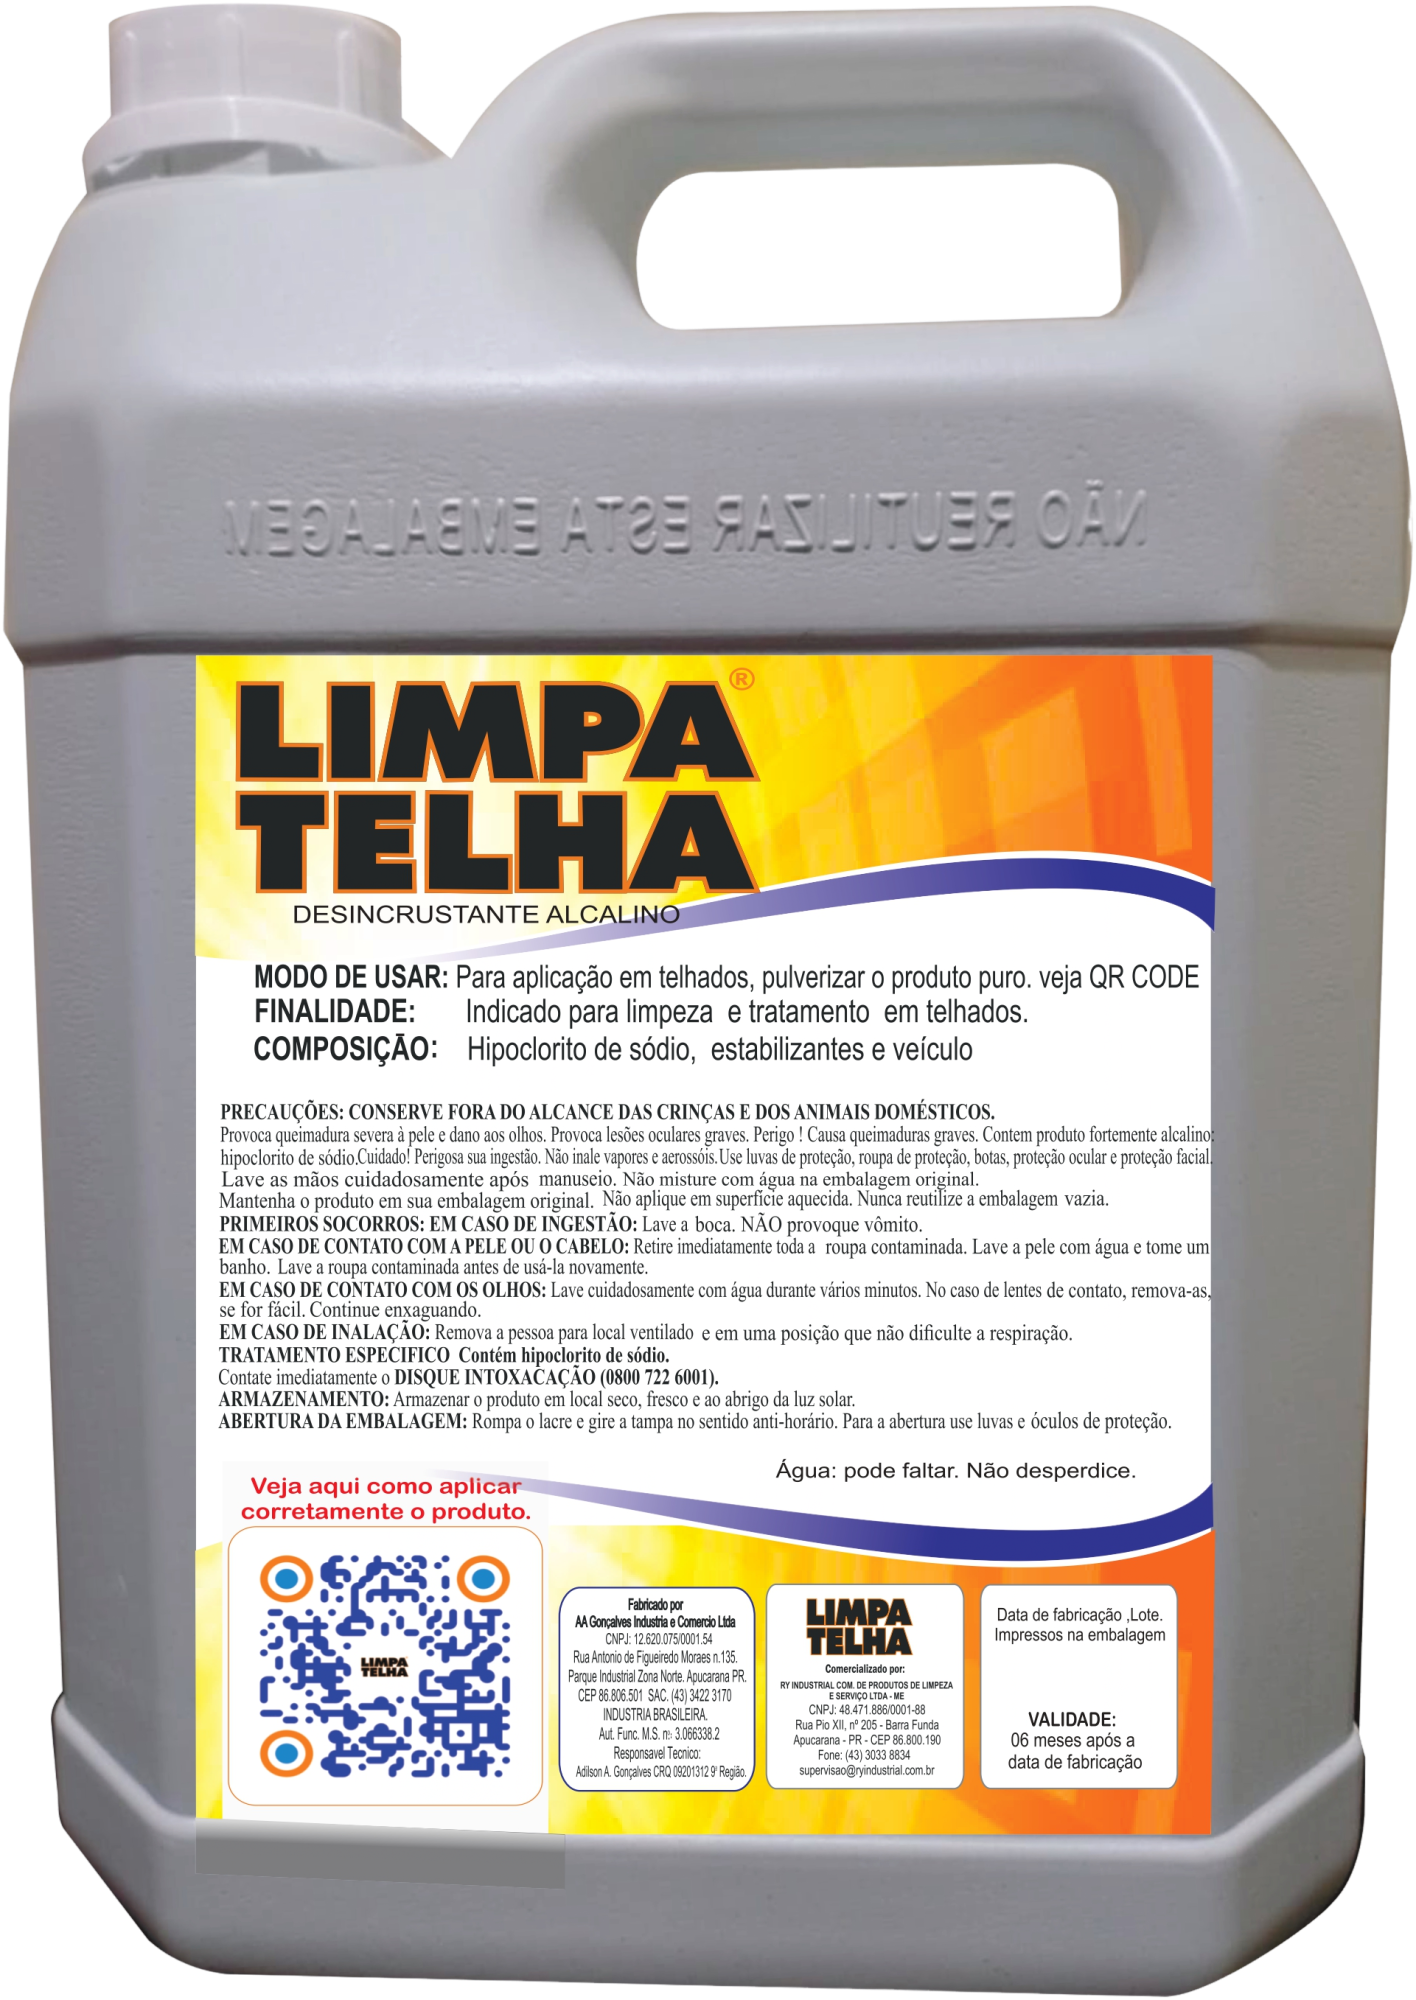 NÃO REUTILIZAR ESTA EMBALAGEM
LIMPA®
TELHA
DESINCRUSTANTE ALCALINO
MODO DE USAR: Para aplicação em telhados, pulverizar o produto puro. veja QR CODE
FINALIDADE: Indicado para limpeza e tratamento em telhados.
COMPOSIÇÃO: Hipoclorito de sódio, estabilizantes e veículo
PRECAUÇÕES: CONSERVE FORA DO ALCANCE DAS CRINÇAS E DOS ANIMAIS DOMÉSTICOS.
Provoca queimadura severa à pele e dano aos olhos. Provoca lesões oculares graves. Perigo ! Causa queimaduras graves. Contem produto fortemente alcalino:
hipoclorito de sódio.Cuidado! Perigosa sua ingestão. Não inale vapores e aerossóis.Use luvas de proteção, roupa de proteção, botas, proteção ocular e proteção facial.
Lave as mãos cuidadosamente após manuseio. Não misture com água na embalagem original.
Mantenha o produto em sua embalagem original. Não aplique em superfície aquecida. Nunca reutilize a embalagem vazia.
PRIMEIROS SOCORROS: EM CASO DE INGESTÃO: Lave a boca. NÃO provoque vômito.
EM CASO DE CONTATO COM A PELE OU O CABELO: Retire imediatamente toda a roupa contaminada. Lave a pele com água e tome um
banho. Lave a roupa contaminada antes de usá-la novamente.
EM CASO DE CONTATO COM OS OLHOS: Lave cuidadosamente com água durante vários minutos. No caso de lentes de contato, remova-as,
se for fácil. Continue enxaguando.
EM CASO DE INALAÇÃO: Remova a pessoa para local ventilado e em uma posição que não dificulte a respiração.
TRATAMENTO ESPECIFICO Contém hipoclorito de sódio.
Contate imediatamente o DISQUE INTOXACAÇÃO (0800 722 6001).
ARMAZENAMENTO: Armazenar o produto em local seco, fresco e ao abrigo da luz solar.
ABERTURA DA EMBALAGEM: Rompa o lacre e gire a tampa no sentido anti-horário. Para a abertura use luvas e óculos de proteção.
Água: pode faltar. Não desperdice.
Veja aqui como aplicar
corretamente o produto.
LIMPA
TELHA
Fabricado por
AA Gonçalves Industria e Comercio Ltda
CNPJ: 12.620.075/0001.54
Rua Antonio de Figueiredo Moraes n.135.
Parque Industrial Zona Norte. Apucarana PR.
CEP 86.806.501 SAC. (43) 3422 3170
INDUSTRIA BRASILEIRA.
Aut. Func. M.S. nº: 3.066338.2
Responsavel Tecnico:
Adilson A. Gonçalves CRQ 09201312 9ª Região.
LIMPA
TELHA
Comercializado por:
RY INDUSTRIAL COM. DE PRODUTOS DE LIMPEZA
E SERVIÇO LTDA - ME
CNPJ: 48.471.886/0001-88
Rua Pio XII, nº 205 - Barra Funda
Apucarana - PR - CEP 86.800.190
Fone: (43) 3033 8834
supervisao@ryindustrial.com.br
Data de fabricação ,Lote.
Impressos na embalagem
VALIDADE:
06 meses após a
data de fabricação